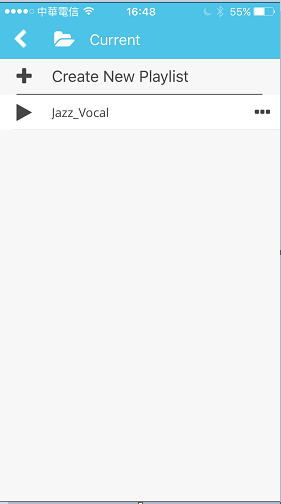 中華電信 16:48 55%
Current
Create New Playlist
Jazz_Vocal